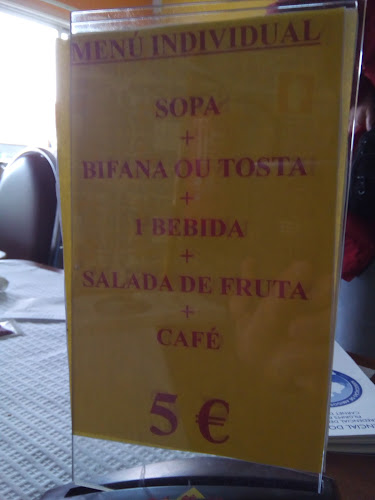 MENÚ INDIVIDUAL
SOPA
+
BIFANA OU TOSTA
+
1 BEBIDA
+
SALADA DE FRUTA
+
CAFÉ
5 €